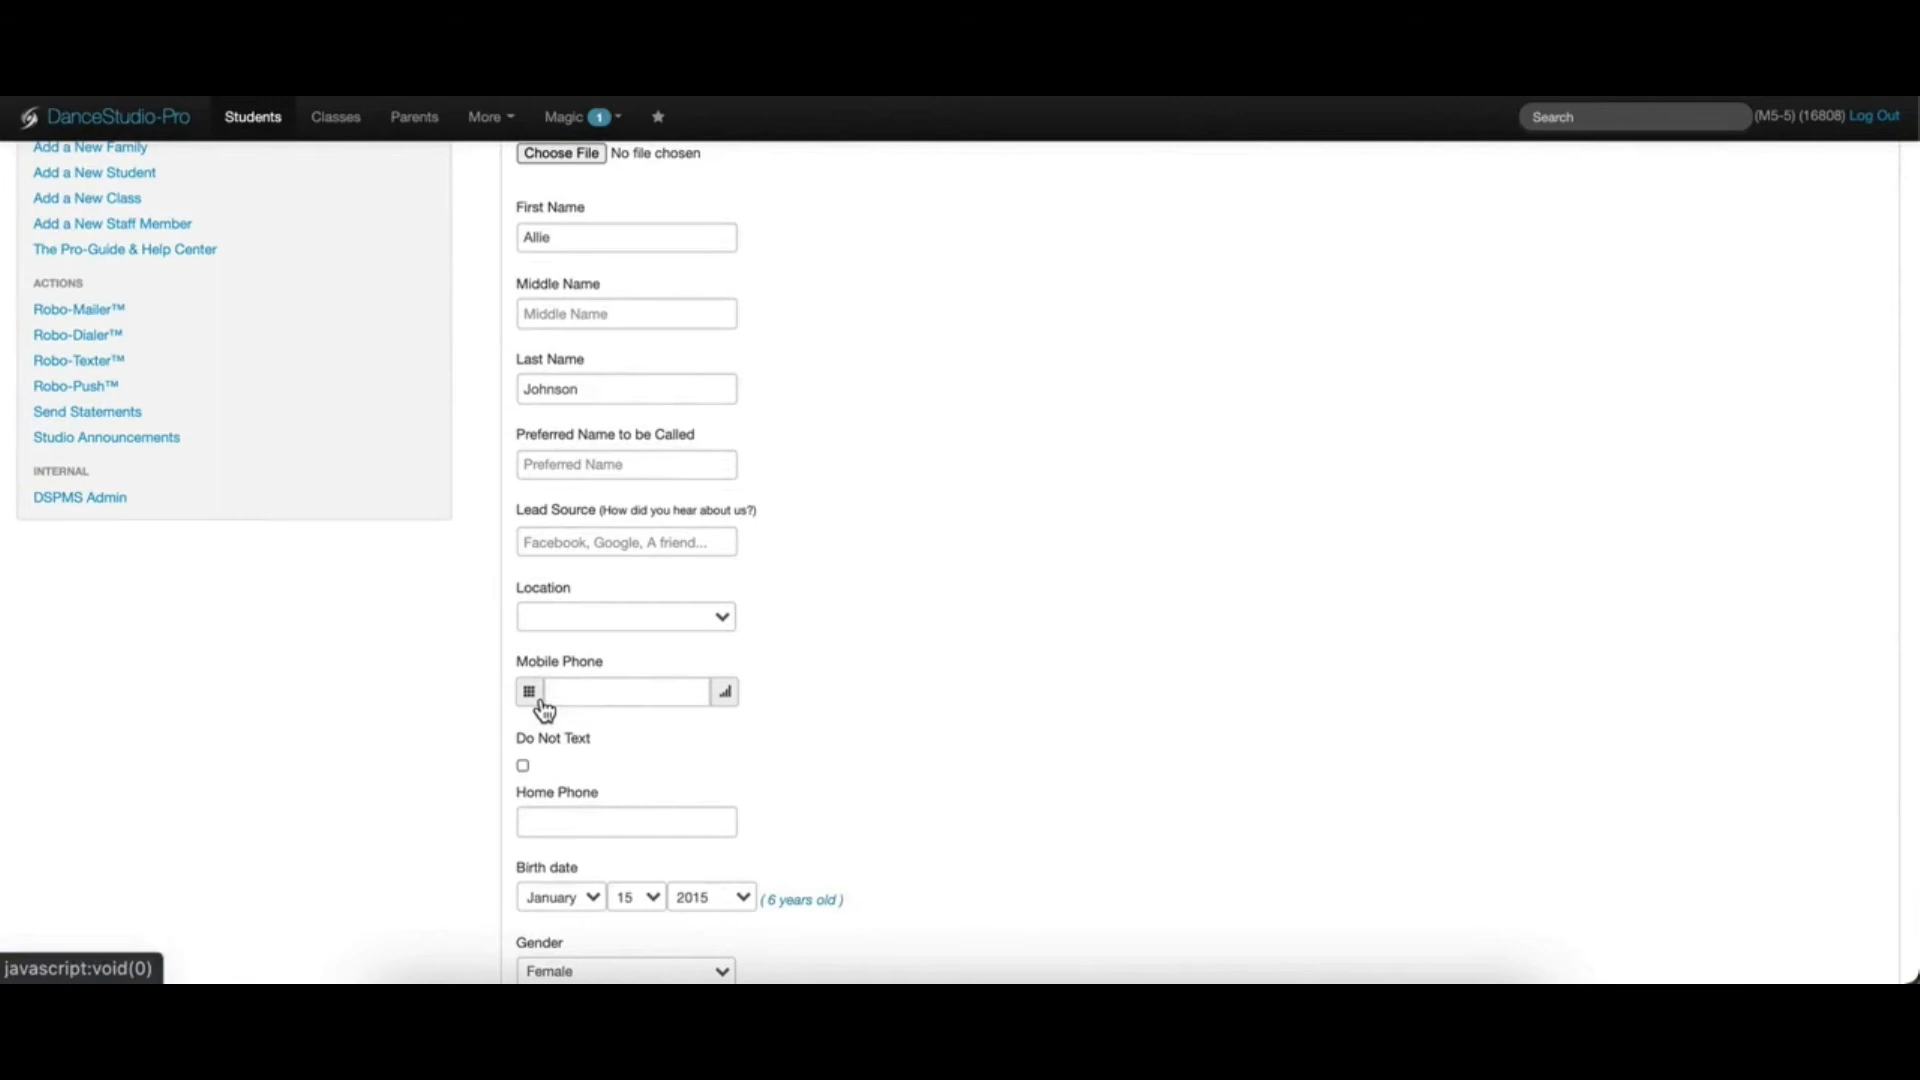 DanceStudio-Pro Students Classes Parents More Magic 1 Search (M5-5) (16808) Log Out
Add a New Family
Add a New Student
Add a New Class
Add a New Staff Member
The Pro-Guide & Help Center
ACTIONS
Robo-Mailer™
Robo-Dialer™
Robo-Texter™
Robo-Push™
Send Statements
Studio Announcements
INTERNAL
DSPMS Admin
Choose File No file chosen
First Name
Allie
Middle Name
Middle Name
Last Name
Johnson
Preferred Name to be Called
Preferred Name
Lead Source (How did you hear about us?)
Facebook, Google, A friend...
Location
Mobile Phone
Do Not Text
Home Phone
Birth date
January 15 2015 ( 6 years old )
Gender
Female
javascript:void(0)